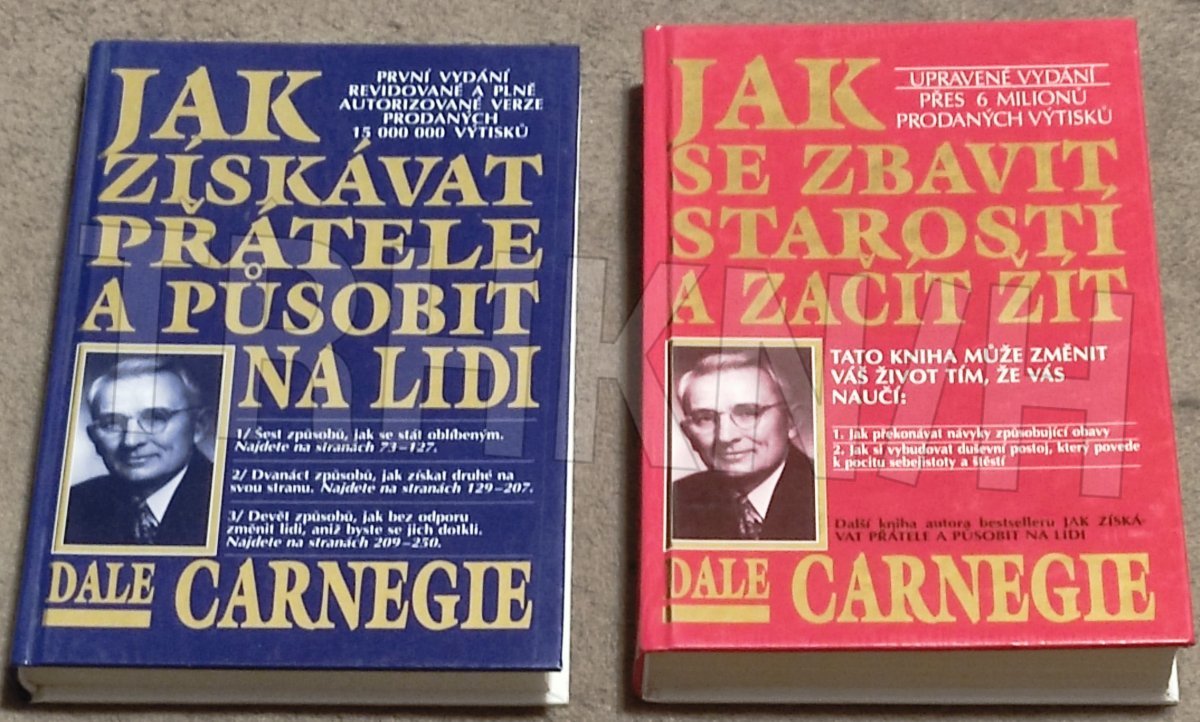 JAK
PRVNÍ VYDÁNÍ
REVIDOVANÉ A PLNĚ
AUTORIZOVANÉ VERZE
PRODANÝCH
15 000 000 VÝTISKŮ
ZÍSKÁVAT
PŘÁTELE
A PŮSOBIT
NA LIDI
1/ Šest způsobů, jak se stát oblíbeným.
Najdete na stranách 73–127.
2/ Dvanáct způsobů, jak získat druhé na
svou stranu. Najdete na stranách 129–207.
3/ Devět způsobů, jak bez odporu
změnit lidi, aniž byste se jich dotkli.
Najdete na stranách 209–250.
DALE CARNEGIE
JAK
UPRAVENÉ VYDÁNÍ
PŘES 6 MILIONŮ
PRODANÝCH VÝTISKŮ
SE ZBAVIT
STAROSTÍ
A ZAČÍT ŽÍT
TATO KNIHA MŮŽE ZMĚNIT
VÁŠ ŽIVOT TÍM, ŽE VÁS
NAUČÍ:
1. Jak překonávat návyky způsobující obavy
2. Jak si vybudovat duševní postoj, který povede
k pocitu sebejistoty a štěstí
Další kniha autora bestselleru JAK ZÍSKÁ-
VAT PŘÁTELE A PŮSOBIT NA LIDI
DALE CARNEGIE
TRHKNIH